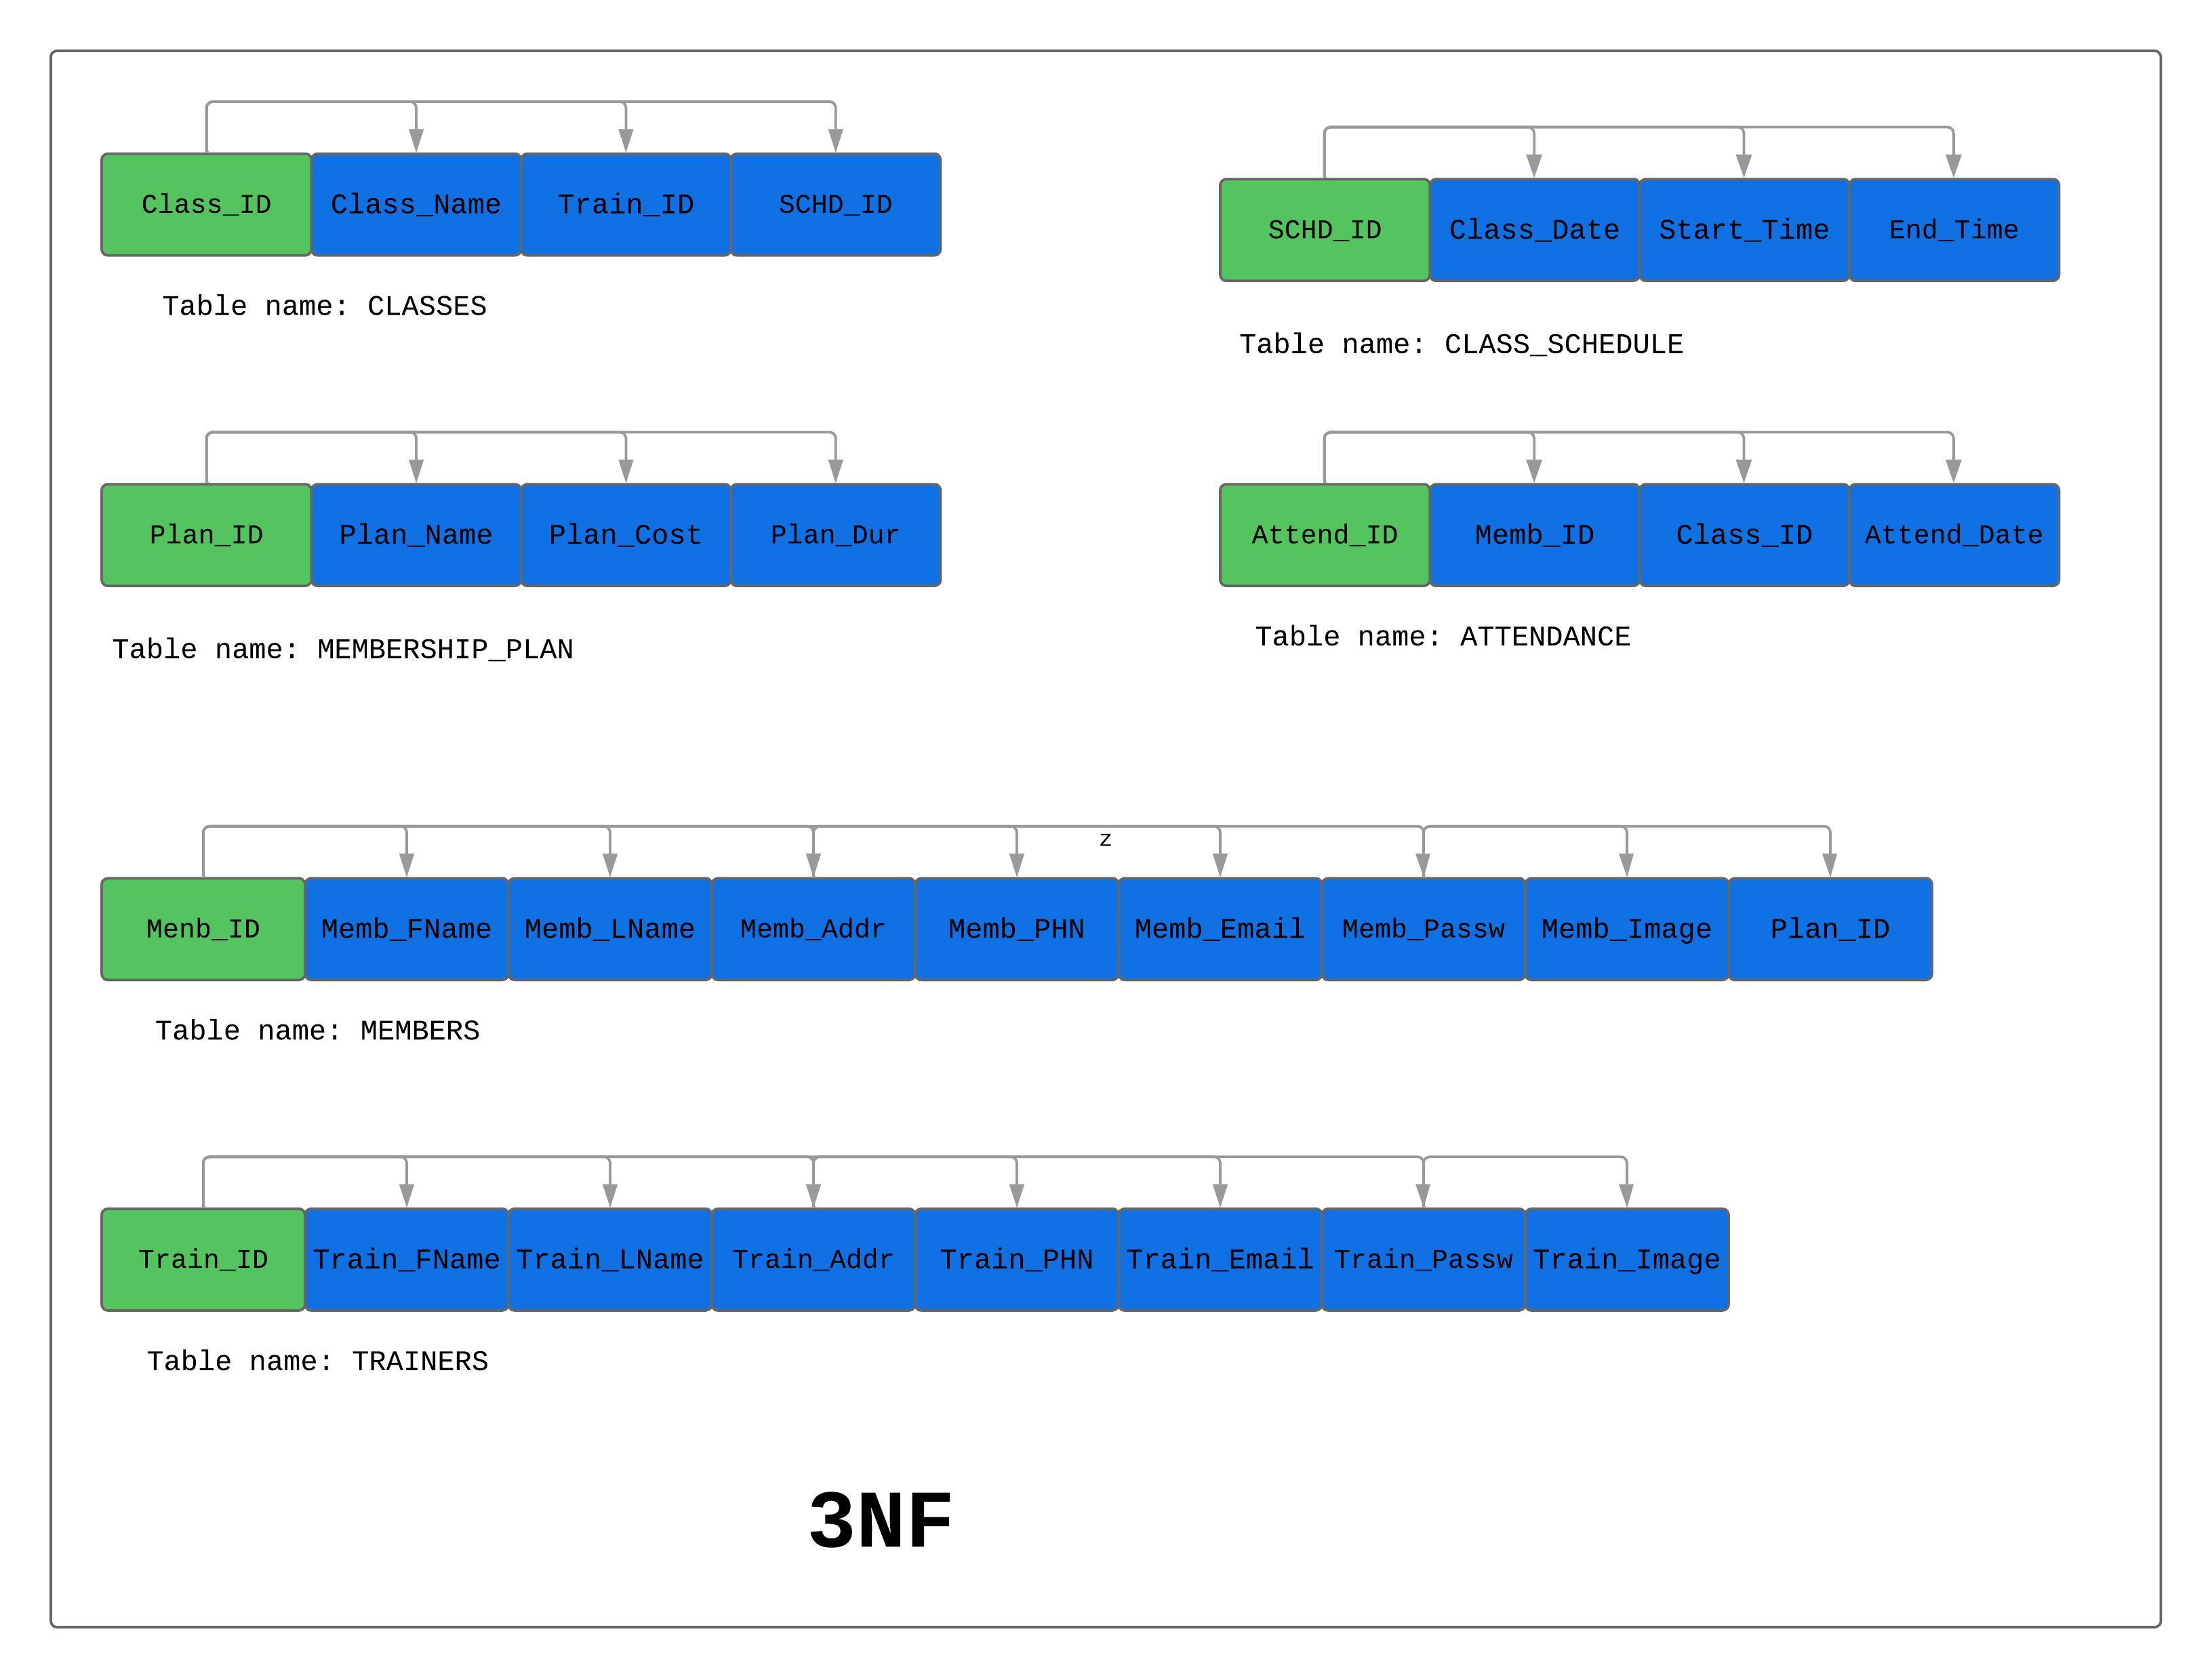 Class_ID Class_Name Train_ID SCHD_ID
Table name: CLASSES
SCHD_ID Class_Date Start_Time End_Time
Table name: CLASS_SCHEDULE
Plan_ID Plan_Name Plan_Cost Plan_Dur
Table name: MEMBERSHIP_PLAN
Attend_ID Memb_ID Class_ID Attend_Date
Table name: ATTENDANCE
z
Menb_ID Memb_FName Memb_LName Memb_Addr Memb_PHN Memb_Email Memb_Passw Memb_Image Plan_ID
Table name: MEMBERS
Train_ID Train_FName Train_LName Train_Addr Train_PHN Train_Email Train_Passw Train_Image
Table name: TRAINERS
3NF